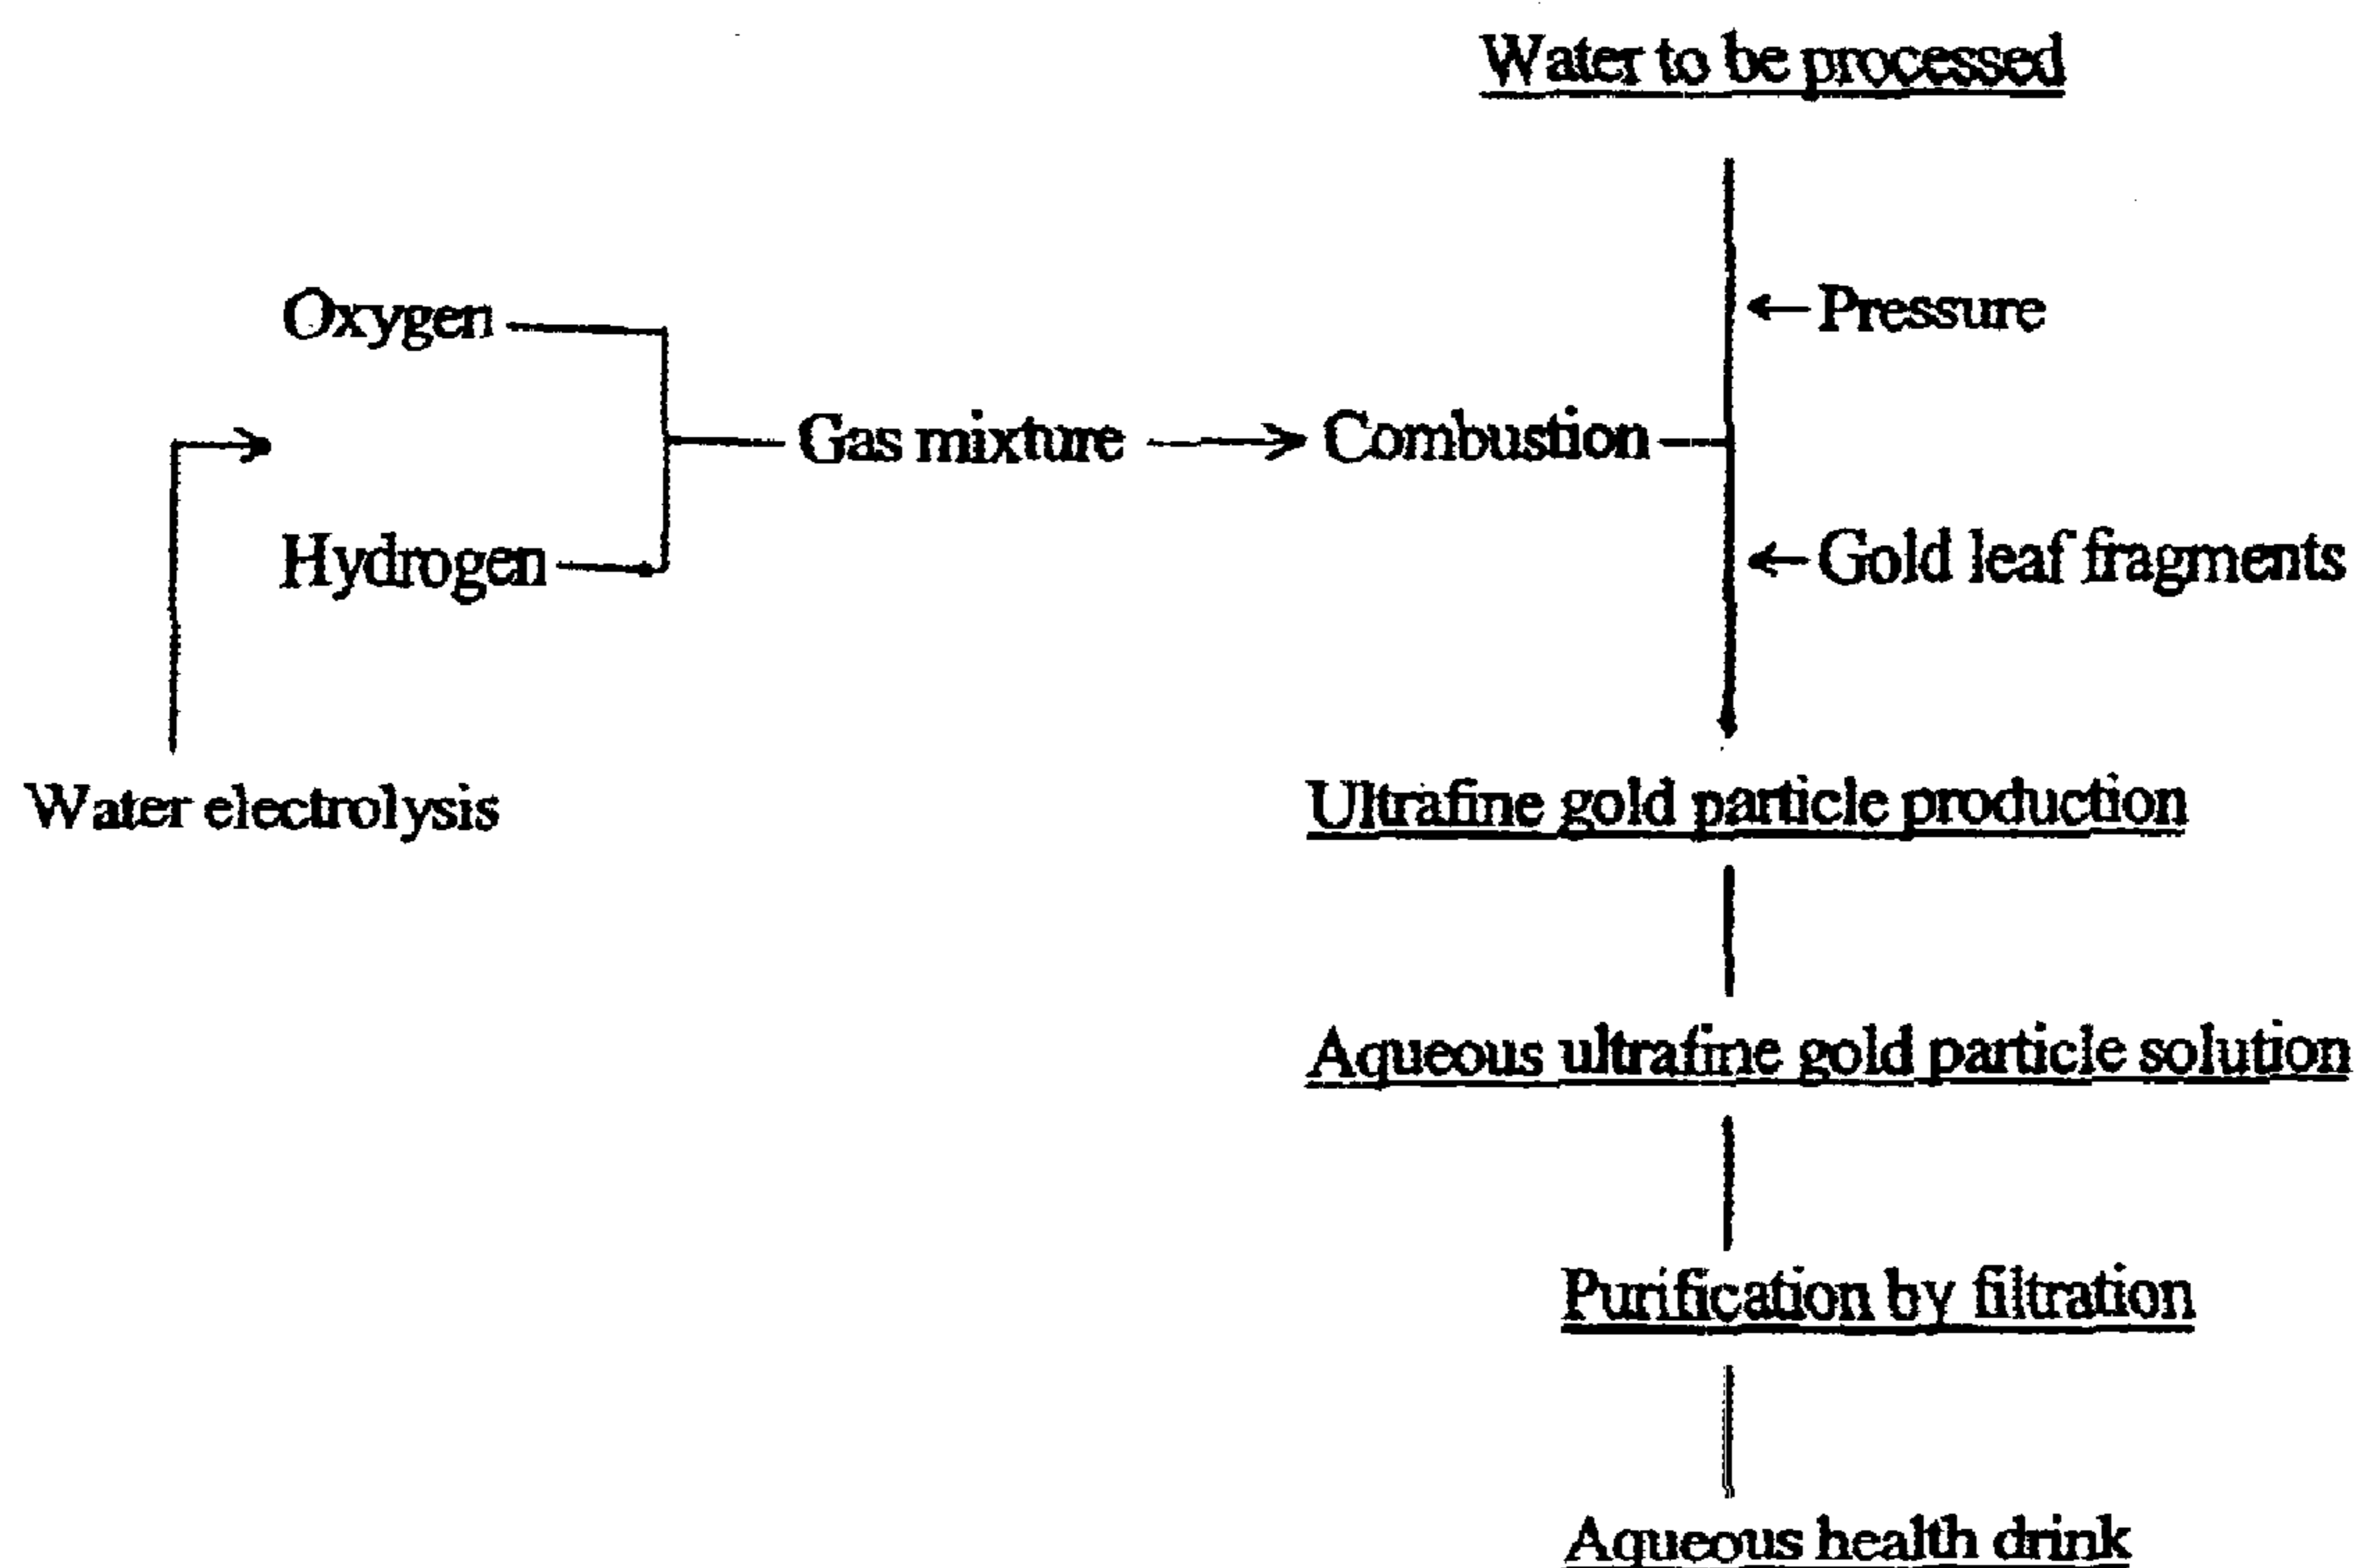 Water to be processed
Oxygen
Pressure
Gas mixture
Combustion
Hydrogen
Gold leaf fragments
Water electrolysis
Ultrafine gold particle production
Aqueous ultrafine gold particle solution
Purification by filtration
Aqueous health drink